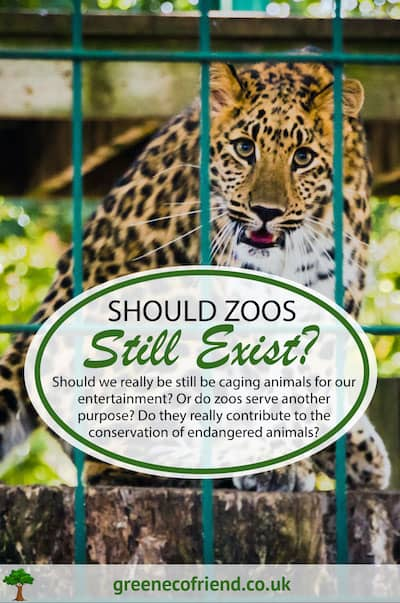 SHOULD ZOOS
Still Exist?
Should we really be still be caging animals for our
entertainment? Or do zoos serve another
purpose? Do they really contribute to the
conservation of endangered animals?
greenecofriend.co.uk